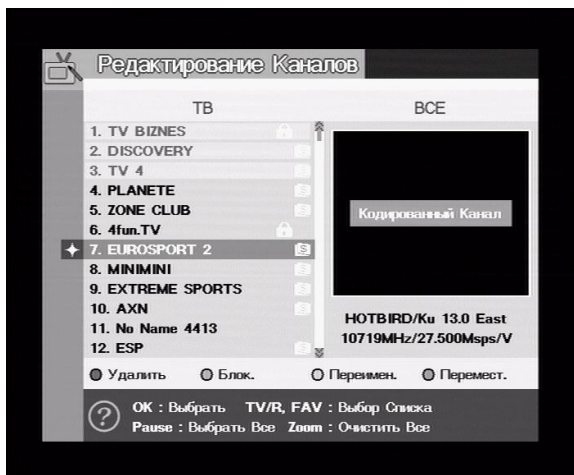 Редактирование Каналов
ТВ ВСЕ
1. TV BIZNES
2. DISCOVERY
3. TV 4
4. PLANETE
5. ZONE CLUB
6. 4fun.TV
7. EUROSPORT 2
8. MINIMINI
9. EXTREME SPORTS
10. AXN
11. No Name 4413
12. ESP
Кодированный Канал
HOTBIRD/Ku 13.0 East
10719MHz/27.500Msps/V
Удалить Блок. Переимен. Перемест.
OK : Выбрать TV/R, FAV : Выбор Списка
Pause : Выбрать Все Zoom : Очистить Все